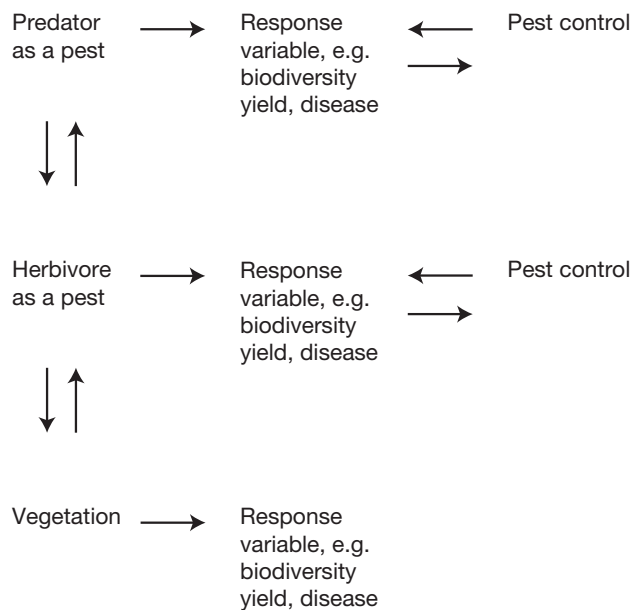 Predator
as a pest
Response
variable, e.g.
biodiversity
yield, disease
Pest control
Herbivore
as a pest
Response
variable, e.g.
biodiversity
yield, disease
Pest control
Vegetation
Response
variable, e.g.
biodiversity
yield, disease